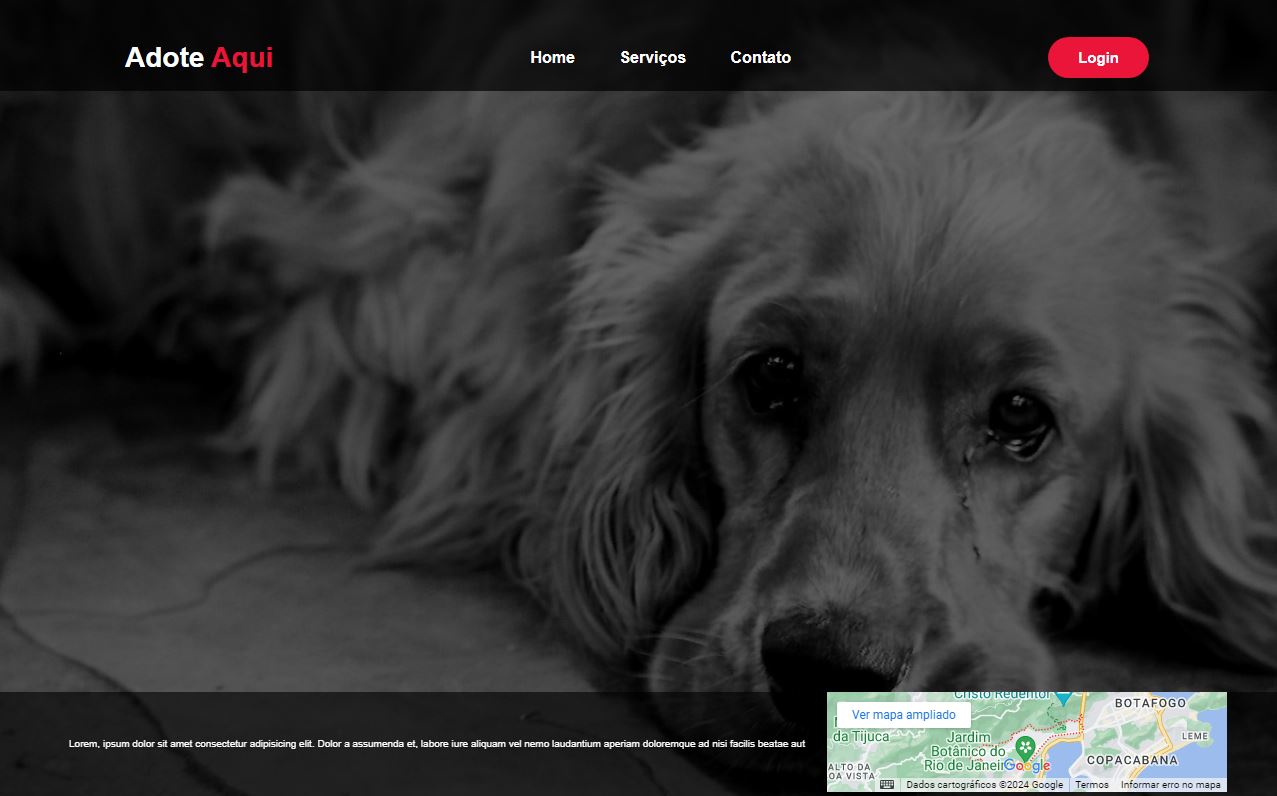 Adote Aqui
Home Serviços Contato
Login
Lorem, ipsum dolor sit amet consectetur adipisicing elit. Dolor a assumenda et, labore iure aliquam vel nemo laudantium aperiam doloremque ad nisi facilis beatae aut
Cristo Redentor
BOTAFOGO
Ver mapa ampliado
da Tijuca
Jardim
Botânico do
Rio de Janeir
LEME
Google
COPACABANA
ALTO DA
OA VISTA
Dados cartográficos ©2024 Google Termos Informar erro no mapa